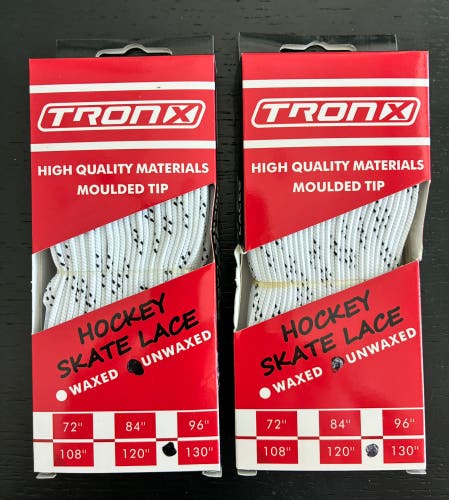 TRONX
HIGH QUALITY MATERIALS
MOULDED TIP
HOCKEY
SKATE LACE
WAXED UNWAXED
72" 84" 96"
108" 120" 130"
TRONX
HIGH QUALITY MATERIALS
MOULDED TIP
HOCKEY
SKATE LACE
WAXED UNWAXED
72" 84" 96"
108" 120" 130"